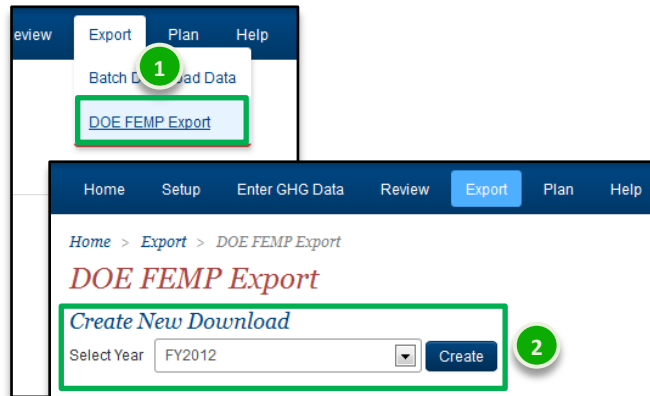 eview Export Plan Help
1
Batch D ad Data
DOE FEMP Export
Home Setup Enter GHG Data Review Export Plan Help
Home > Export > DOE FEMP Export
DOE FEMP Export
Create New Download
Select Year FY2012 Create
2